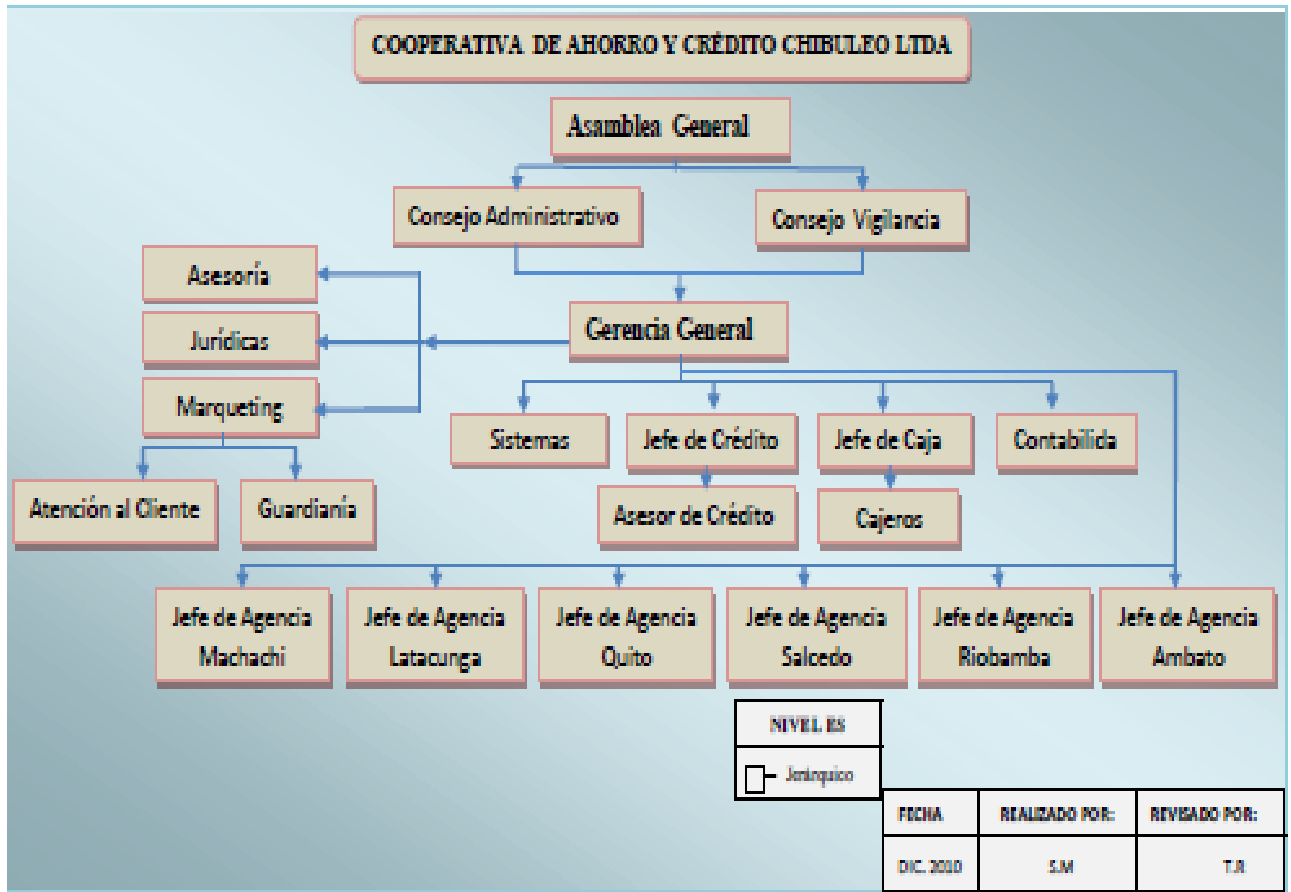 COOPERATIVA DE AHORRO Y CRÉDITO CHIBULEO LTDA
Asamblea General
Consejo Administrativo
Consejo Vigilancia
Asesoría
Jurídicas
Marqueting
Gerencia General
Sistemas
Jefe de Crédito
Jefe de Caja
Contabilida
Atención al Cliente
Guardianía
Asesor de Crédito
Cajeros
Jefe de Agencia
Machachi
Jefe de Agencia
Latacunga
Jefe de Agencia
Quito
Jefe de Agencia
Salcedo
Jefe de Agencia
Riobamba
Jefe de Agencia
Ambato
NIVELES
Jerárquico
FECHA
REALIZADO POR:
REVISADO POR:
DIC. 2010
S.M
T.R